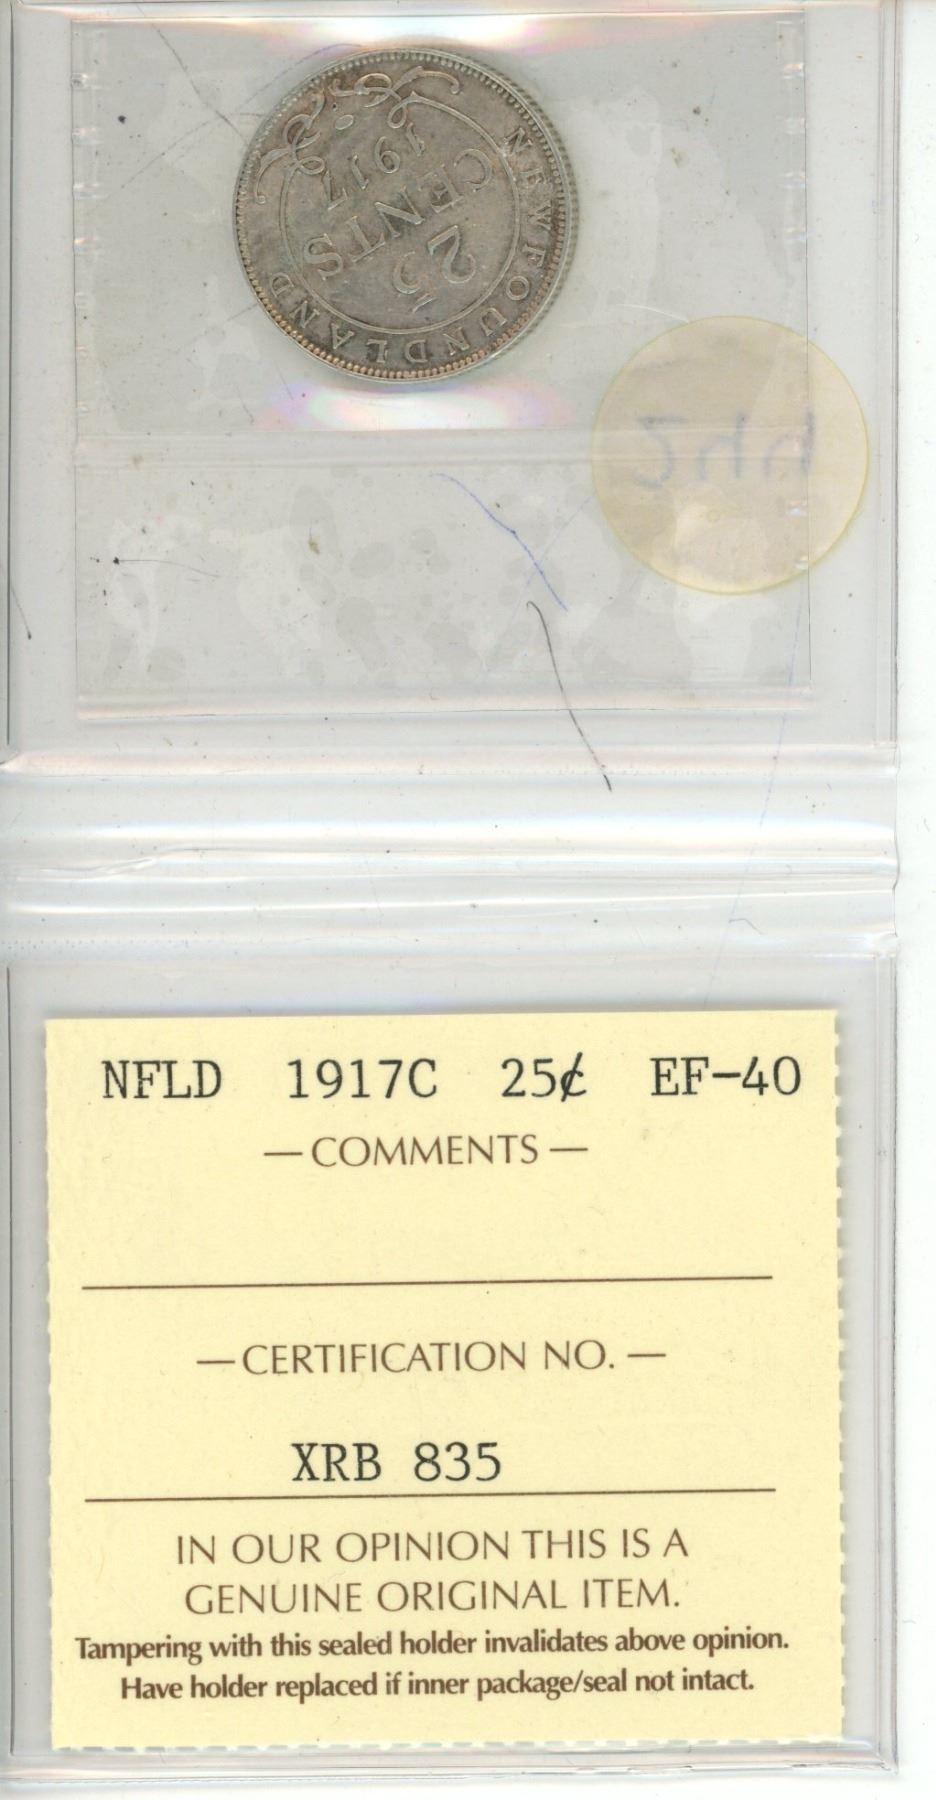 NEWFOUNDLAND
25
CENTS
1917
244
NFLD 1917C 25¢ EF-40
—COMMENTS—
—CERTIFICATION NO.—
XRB 835
IN OUR OPINION THIS IS A
GENUINE ORIGINAL ITEM.
Tampering with this sealed holder invalidates above opinion.
Have holder replaced if inner package/seal not intact.